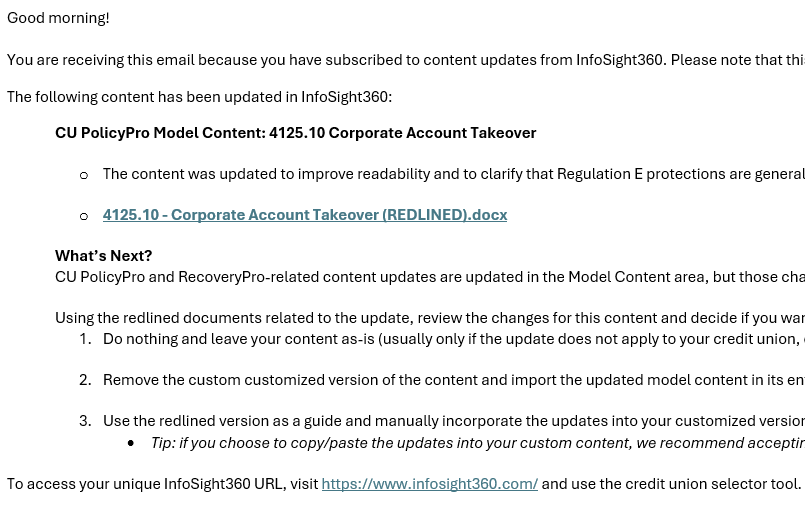 Good morning!
You are receiving this email because you have subscribed to content updates from InfoSight360. Please note that
The following content has been updated in InfoSight360:
CU PolicyPro Model Content: 4125.10 Corporate Account Takeover
o The content was updated to improve readability and to clarify that Regulation E protections are
o 4125.10 - Corporate Account Takeover (REDLINED).docx
What's Next?
CU PolicyPro and RecoveryPro-related content updates are updated in the Model Content area, but those
Using the redlined documents related to the update, review the changes for this content and decide if you
1. Do nothing and leave your content as-is (usually only if the update does not apply to your credit union,
2. Remove the custom customized version of the content and import the updated model content in its
3. Use the redlined version as a guide and manually incorporate the updates into your customized
• Tip: if you choose to copy/paste the updates into your custom content, we recommend
To access your unique InfoSight360 URL, visit https://www.infosight360.com/ and use the credit union selector tool.